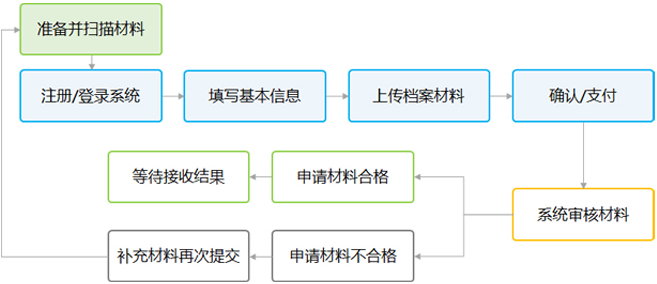 准备并扫描材料
注册/登录系统
填写基本信息
上传档案材料
确认/支付
等待接收结果
申请材料合格
系统审核材料
补充材料再次提交
申请材料不合格